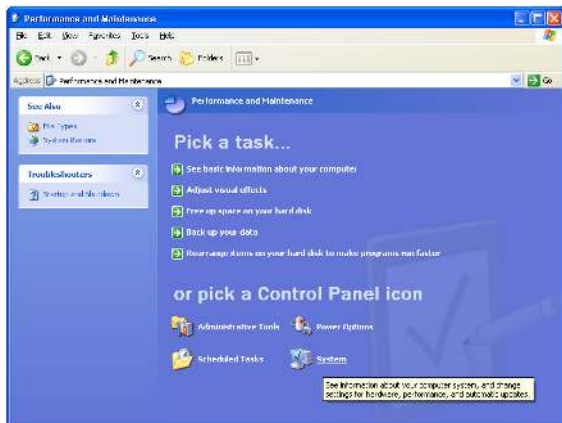 Performance and Maintenance
File Edit View Favorites Tools Help
Back Search Folders
Address Performance and Maintenance Go
See Also
File Types
System Restore
Troubleshooters
Startup and Shutdown
Performance and Maintenance
Pick a task...
See basic information about your computer
Adjust visual effects
Free up space on your hard disk
Back up your data
Rearrange items on your hard disk to make programs run faster
or pick a Control Panel icon
Administrative Tools Power Options
Scheduled Tasks System
See information about your computer system, and change
settings for hardware, performance, and automatic updates.